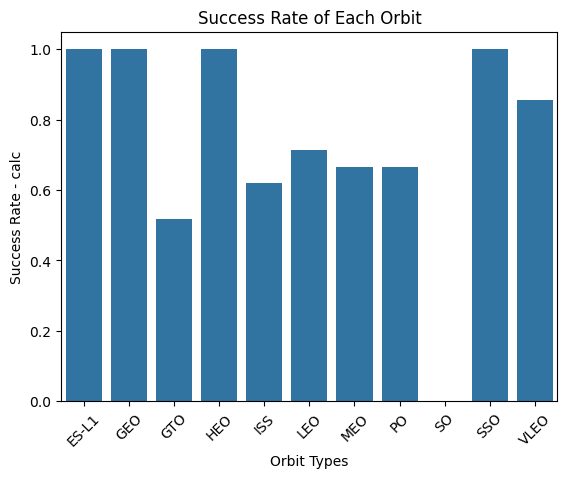 Success Rate of Each Orbit
Success Rate - calc
1.0
0.8
0.6
0.4
0.2
0.0
ES-L1
GEO
GTO
HEO
ISS
LEO
MEO
PO
SO
SSO
VLEO
Orbit Types